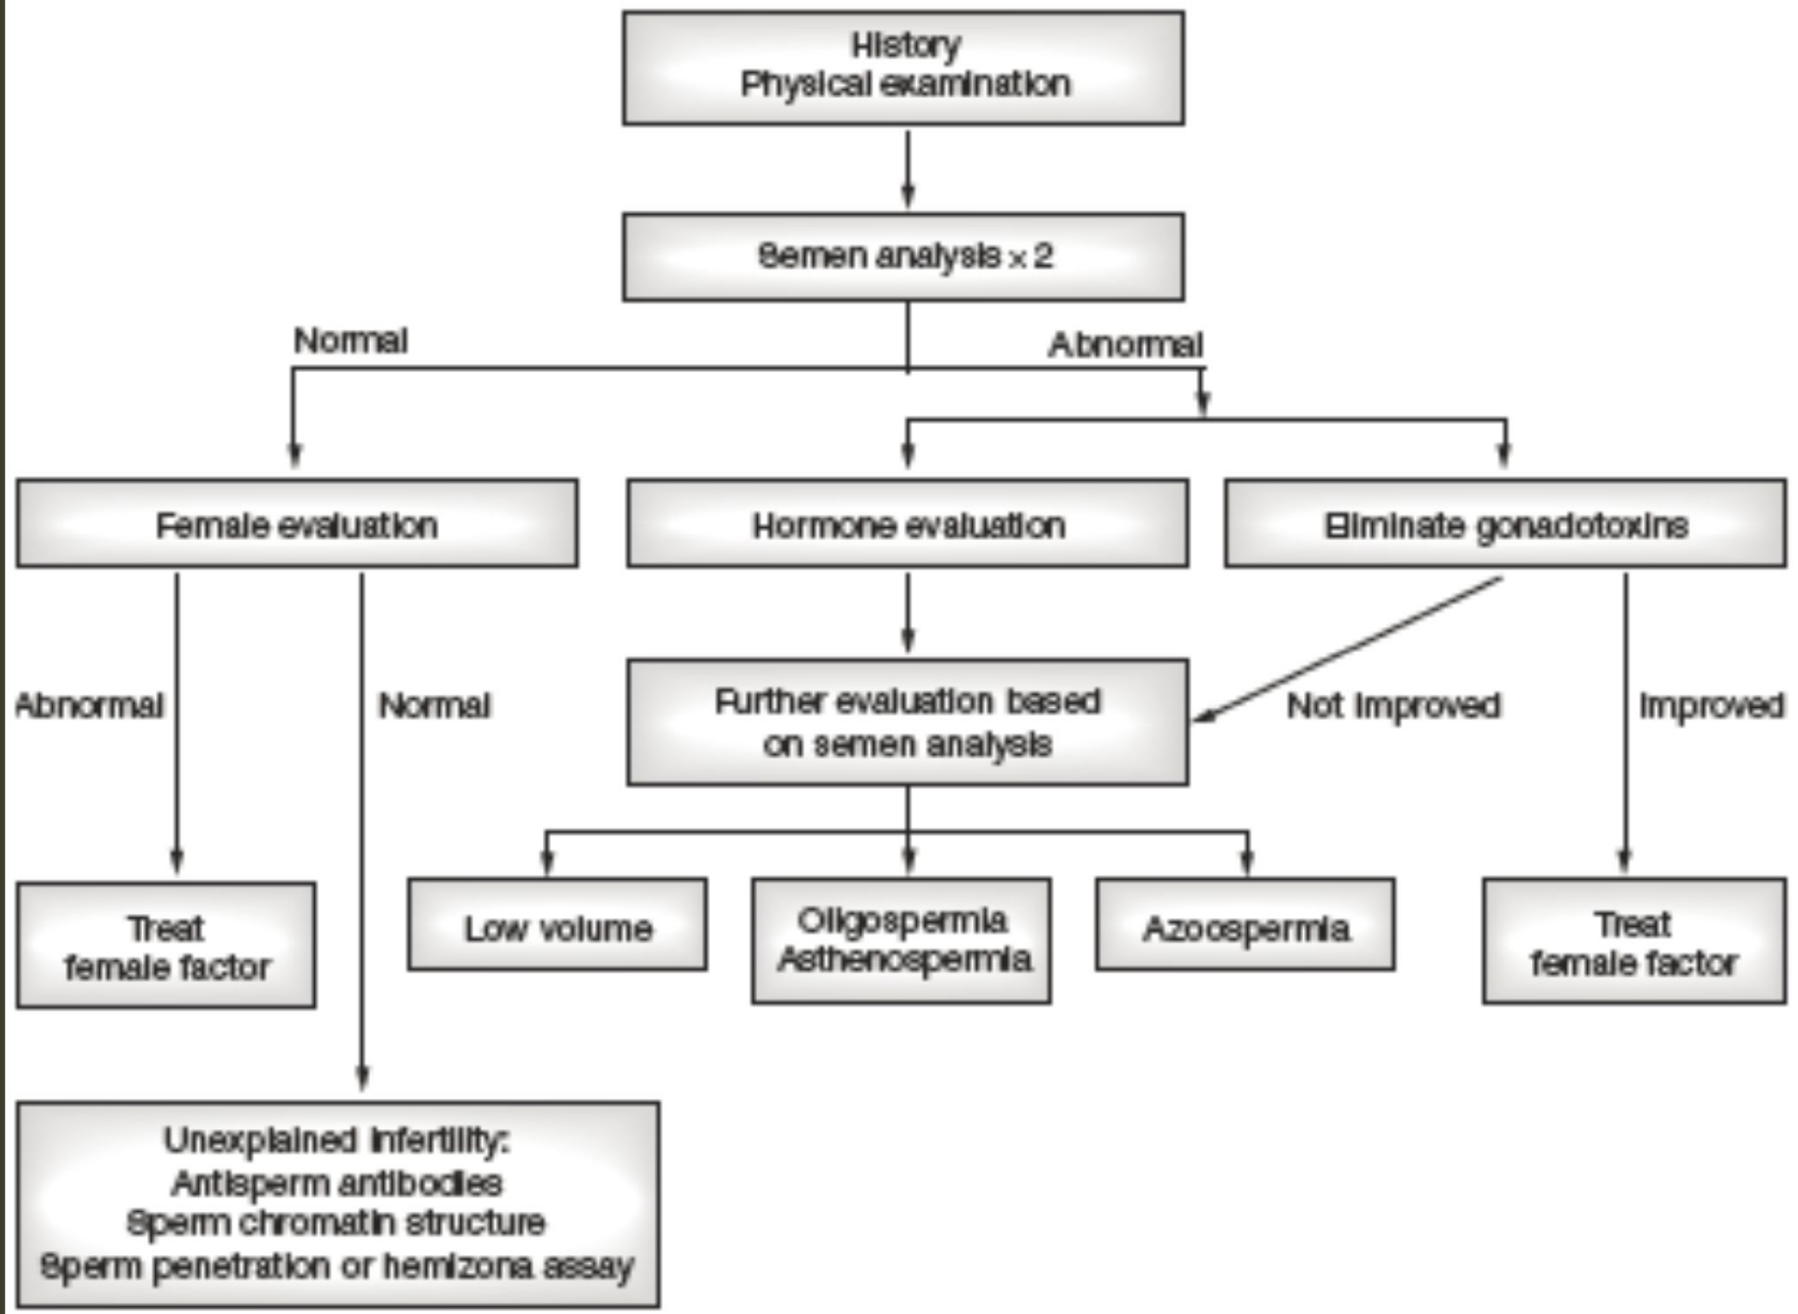 History
Physical examination
Semen analysis × 2
Normal
Abnormal
Female evaluation
Hormone evaluation
Eliminate gonadotoxins
Abnormal
Normal
Further evaluation based
on semen analysis
Not Improved
Improved
Treat
female factor
Low volume
Oligospermia
Asthenospermia
Azoospermia
Treat
female factor
Unexplained Infertility:
Antisperm antibodies
Sperm chromatin structure
Sperm penetration or hemizona assay